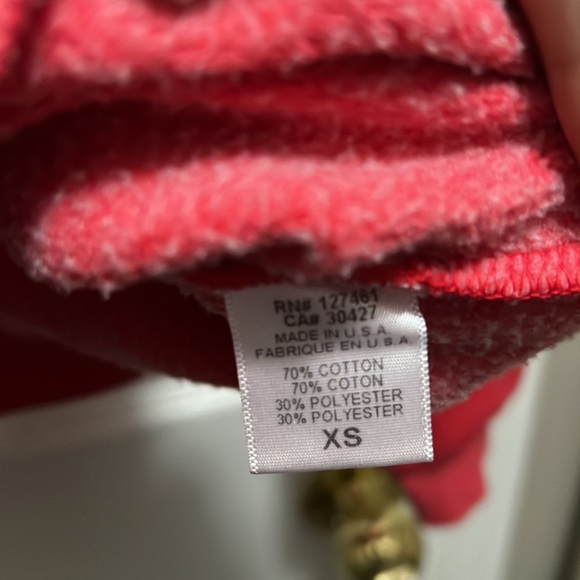 RN# 127461
CA# 30427
MADE IN U.S.A.
FABRIQUE EN U.S.A.
70% COTTON
70% COTON
30% POLYESTER
30% POLYESTER
XS